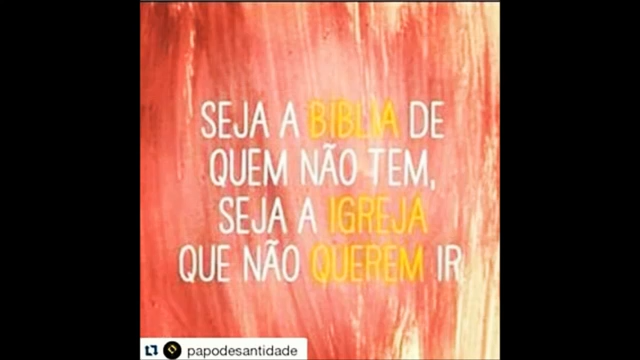 SEJA A BÍBLIA DE
QUEM NÃO TEM,
SEJA A IGREJA
QUE NÃO QUEREM IR
papodesantidade